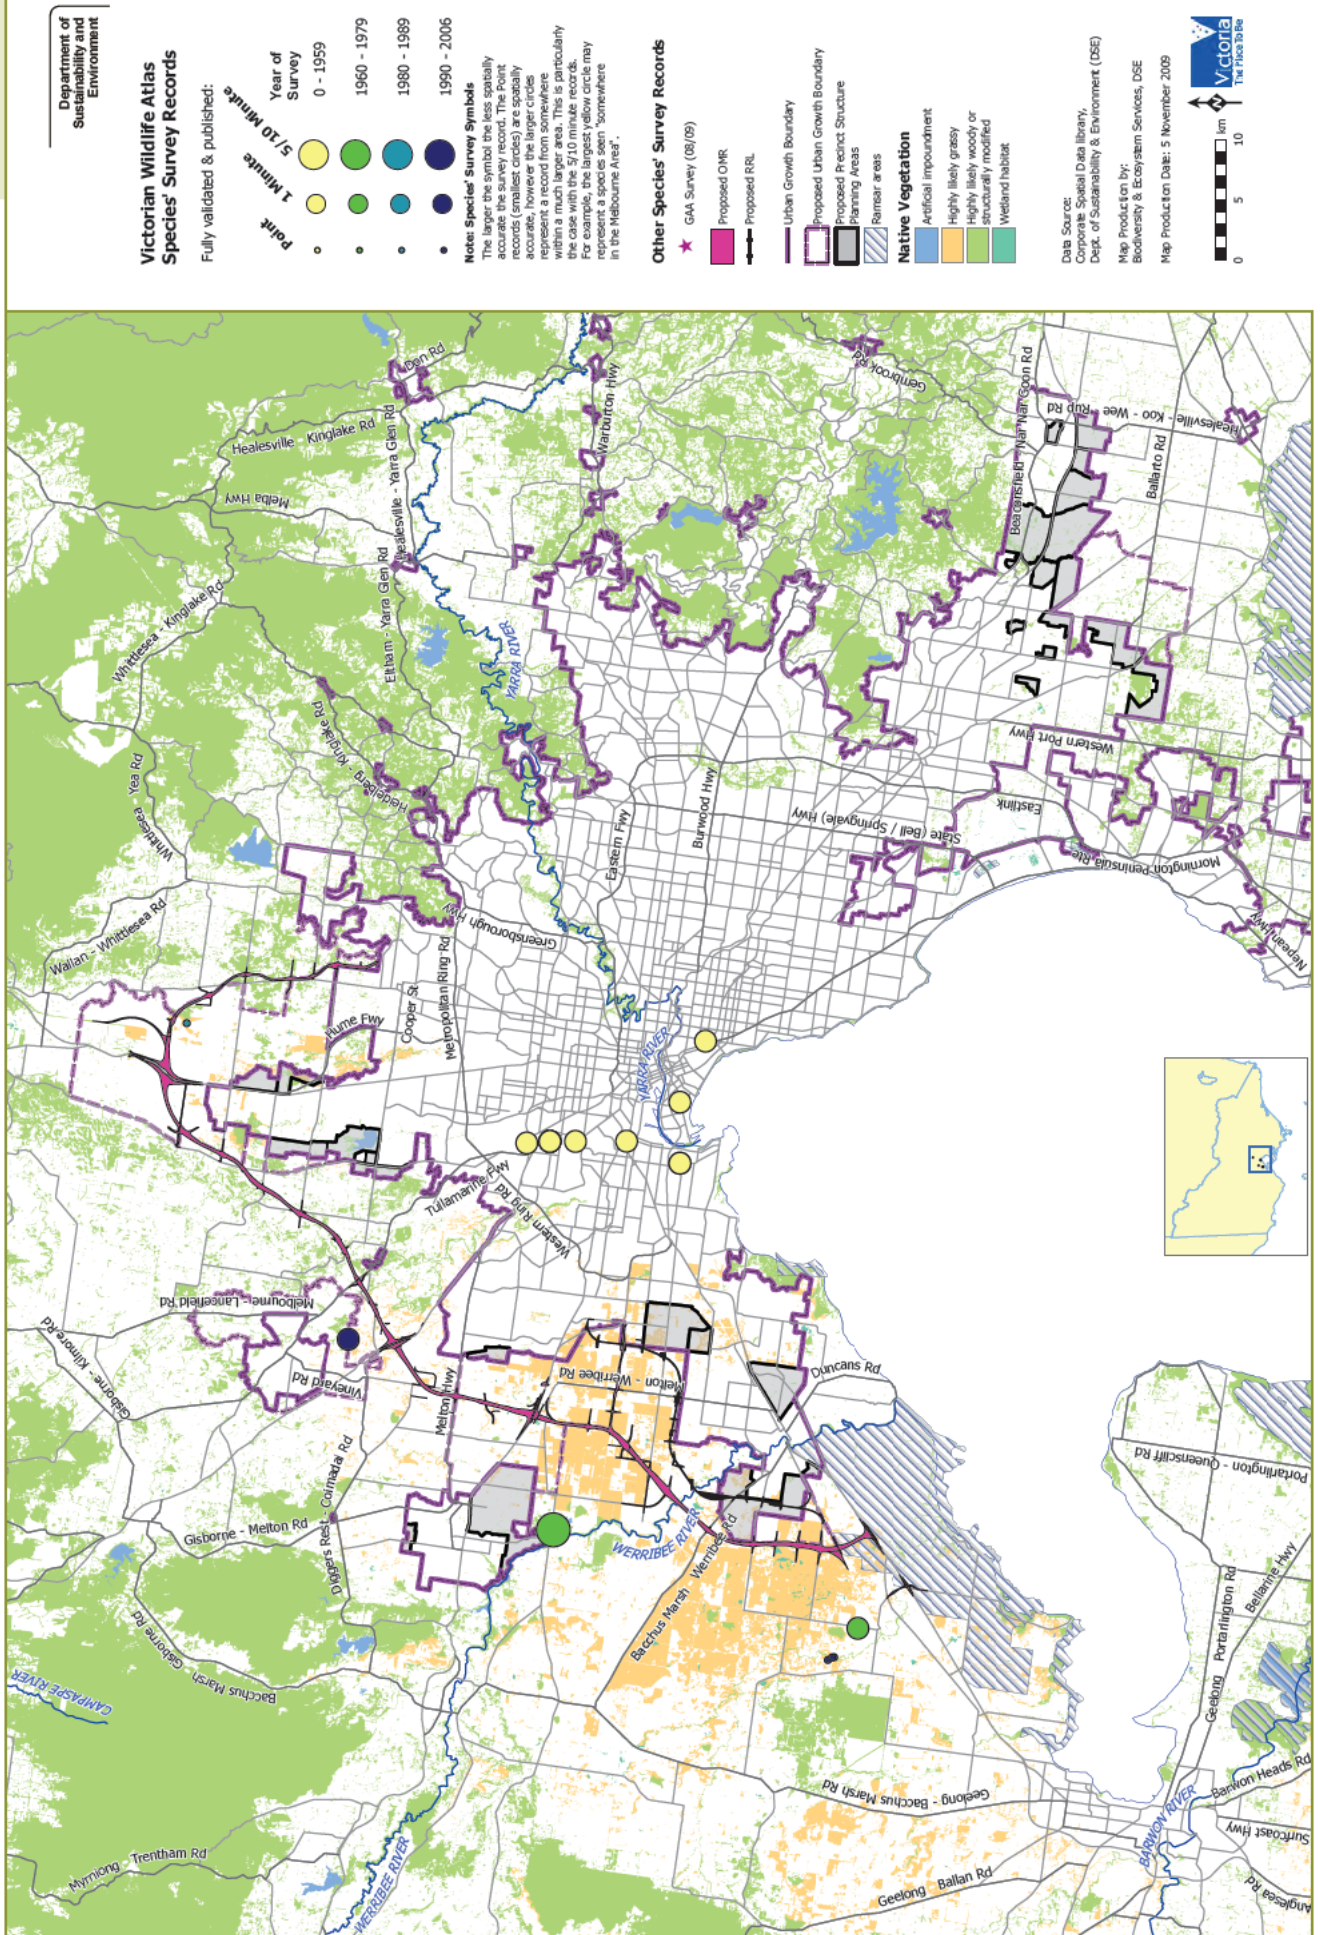 Department of
Sustainability and
Environment
Victorian Wildlife Atlas
Species' Survey Records
Fully validated & published:
Point
1 Minute
5/10 Minute
Year of
Survey
0 - 1959
1960 - 1979
1980 - 1989
1990 - 2006
Note: Species' Survey Symbols
The larger the symbol the less spatially
accurate the survey record. The Point
records (smallest circles) are spatially
accurate, however the larger circles
represent a record from somewhere
within a much larger area. This is particularly
the case with the 5/10 minute records.
For example, the largest yellow circle may
represent a species seen "somewhere
in the Melbourne Area".
Other Species' Survey Records
GAA Survey (08/09)
Proposed OMR
Proposed RRL
Urban Growth Boundary
Proposed Urban Growth Boundary
Proposed Precinct Structure
Planning Areas
Ramsar areas
Native Vegetation
Artificial impoundment
Highly likely grassy
Highly likely woody or
structurally modified
Wetland habitat
Data Source:
Corporate Spatial Data library,
Dept. of Sustainability & Environment (DSE)
Map Production by:
Biodiversity & Ecosystem Services, DSE
Map Production Date: 5 November 2009
0 5 10
km
N
Victoria
The Place To Be
CAMPASPE RIVER
Myrniong - Trentham Rd
WERRIBEE RIVER
Gisborne Rd
Bacchus Marsh Gisborne Rd
Gisborne - Kilmore Rd
Gisborne - Melton Rd
Diggers Rest - Coimadai Rd
Vineyard Rd
Melbourne - Lancefield Rd
Melton Hwy
Tullamarine Fwy
Western Ring Rd
Hume Fwy
Cooper St
Metropolitan Ring Rd
Wallan - Whittlesea Rd
Whittlesea Yea Rd
Whittlesea - Kinglake Rd
Heidelberg - Kinglake Rd
Greensborough Hwy
Eltham - Yarra Glen Rd
Healesville - Yarra Glen Rd
Melba Hwy
Healesville Kinglake Rd
Don Rd
Warburton Hwy
YARRA RIVER
YARRA RIVER
Eastern Fwy
Burwood Hwy
State (Bell / Springvale) Hwy
Eastlink
Mornington Peninsula Rte
Nepean Hwy
Western Port Hwy
Gembrook Rd
Beaconsfield - Nar Nar Goon Rd
Healesville - Koo - Wee - Rup Rd
Ballarto Rd
Melton - Werribee Rd
Duncans Rd
WERRIBEE RIVER
Bacchus Marsh Werribee Rd
Geelong - Bacchus Marsh Rd
Geelong Ballan Rd
BARWON RIVER
Geelong Portarlington Rd
Bellarine Hwy
Portarlington - Queenscliff Rd
Barwon Heads Rd
Surfcoast Hwy
Anglesea Rd